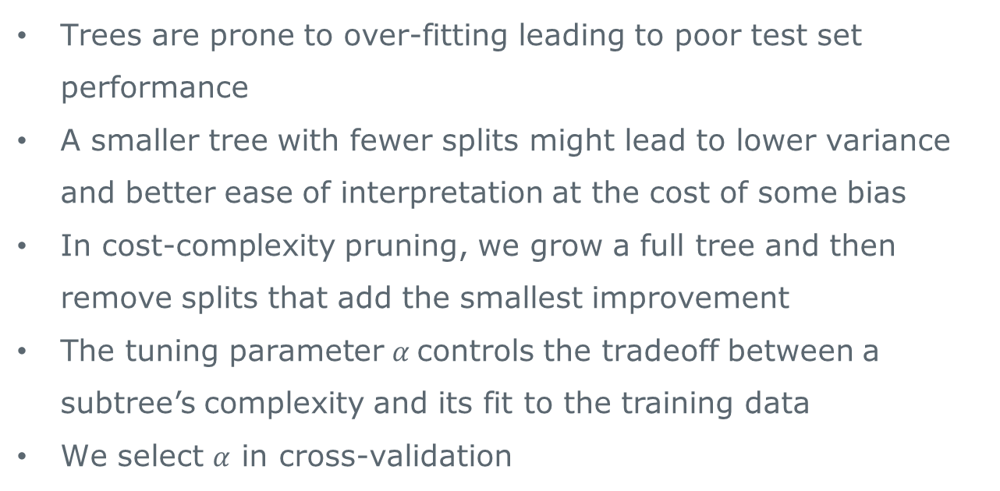 • Trees are prone to over-fitting leading to poor test set
performance
• A smaller tree with fewer splits might lead to lower variance
and better ease of interpretation at the cost of some bias
• In cost-complexity pruning, we grow a full tree and then
remove splits that add the smallest improvement
• The tuning parameter α controls the tradeoff between a
subtree’s complexity and its fit to the training data
• We select α in cross-validation